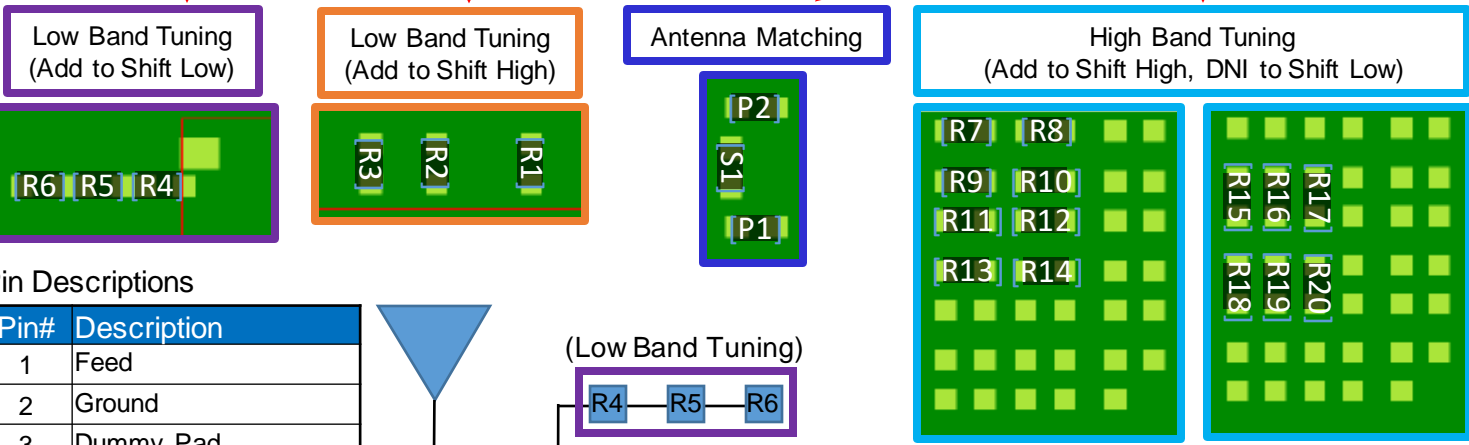 Low Band Tuning
(Add to Shift Low)
Low Band Tuning
(Add to Shift High)
Antenna Matching
High Band Tuning
(Add to Shift High, DNI to Shift Low)
R6 R5 R4
R3 R2 R1
P2
S1
P1
R7 R8
R9 R10
R11 R12
R13 R14
R15 R16 R17
R18 R19 R20
in Descriptions
Pin# Description
1 Feed
2 Ground
3 Dummy Pad
(Low Band Tuning)
R4 R5 R6